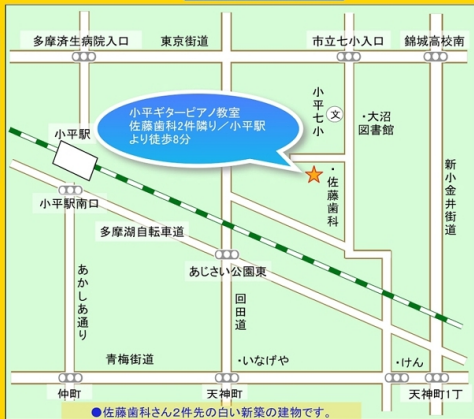 多摩済生病院入口
東京街道
市立七小入口
錦城高校南
小平ギターピアノ教室
佐藤歯科2件隣り／小平駅
より徒歩8分
小平七小
文
・大沼
図書館
小平駅
・佐藤歯科
新小金井街道
小平駅南口
多摩湖自転車道
あじさい公園東
あかしあ通り
回田道
青梅街道
・いなげや
・けん
仲町
天神町
天神町1丁
●佐藤歯科さん2件先の白い新築の建物です。